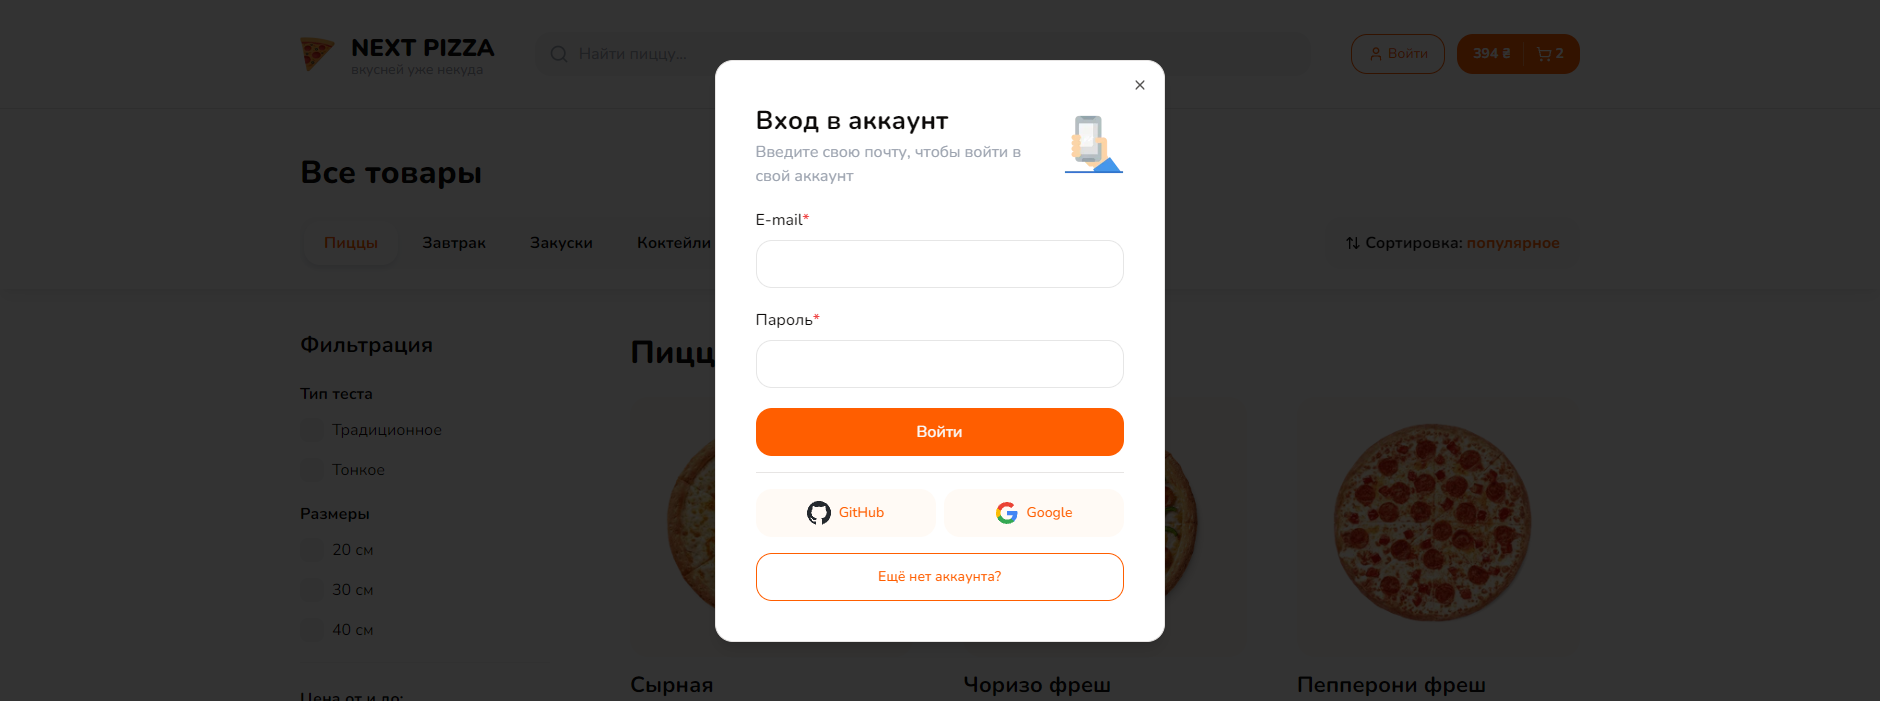 NEXT PIZZA
вкусней уже некуда
Найти пиццу...
Войти
394 ₴
2
Все товары
Пиццы
Завтрак
Закуски
Коктейли
Сортировка: популярное
Вход в аккаунт
Введите свою почту, чтобы войти в
свой аккаунт
E-mail*
Пароль*
Войти
GitHub
Google
Ещё нет аккаунта?
Фильтрация
Тип теста
Традиционное
Тонкое
Размеры
20 см
30 см
40 см
Цена от и до:
Пицц
Сырная
Чоризо фреш
Пепперони фреш